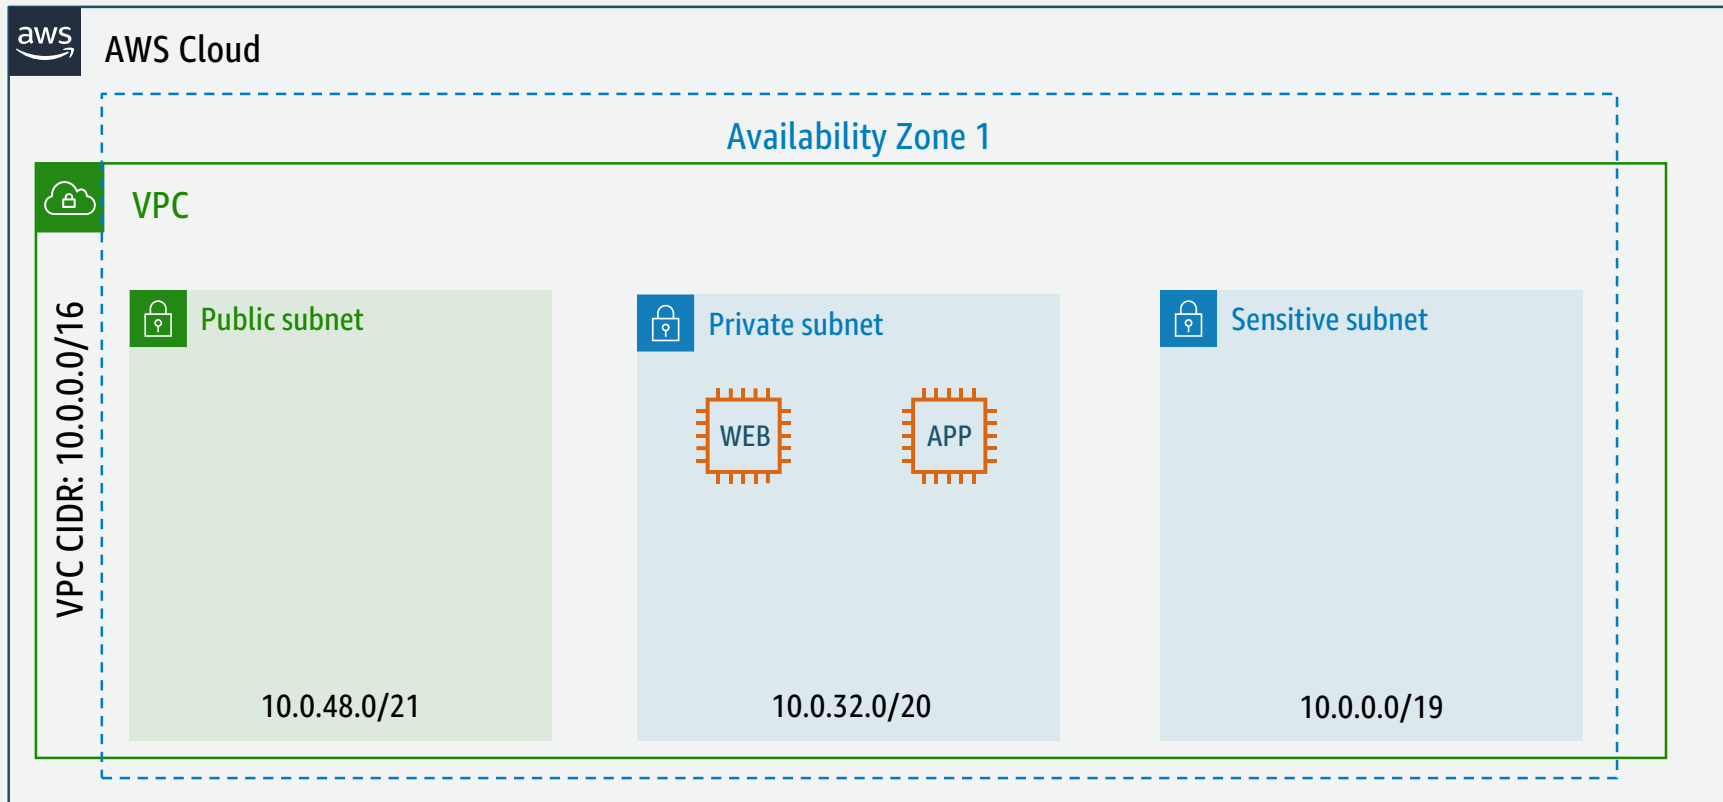 aws
AWS Cloud
Availability Zone 1
VPC
VPC CIDR: 10.0.0.0/16
Public subnet
10.0.48.0/21
Private subnet
WEB
APP
10.0.32.0/20
Sensitive subnet
10.0.0.0/19